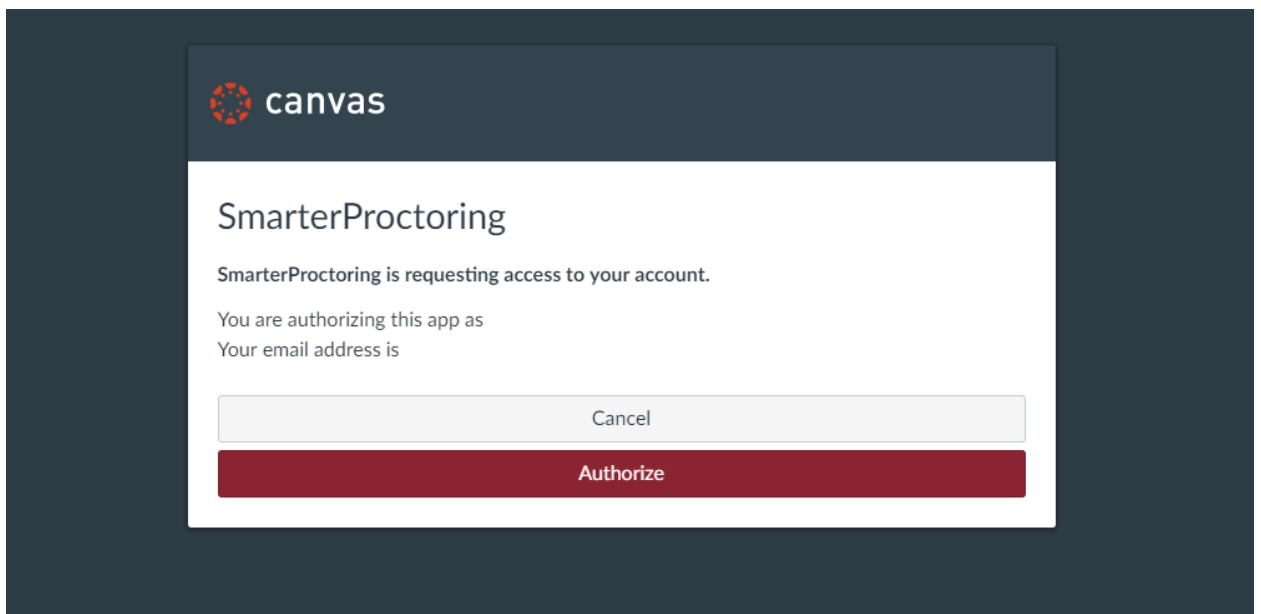 canvas
SmarterProctoring
SmarterProctoring is requesting access to your account.
You are authorizing this app as
Your email address is
Cancel
Authorize